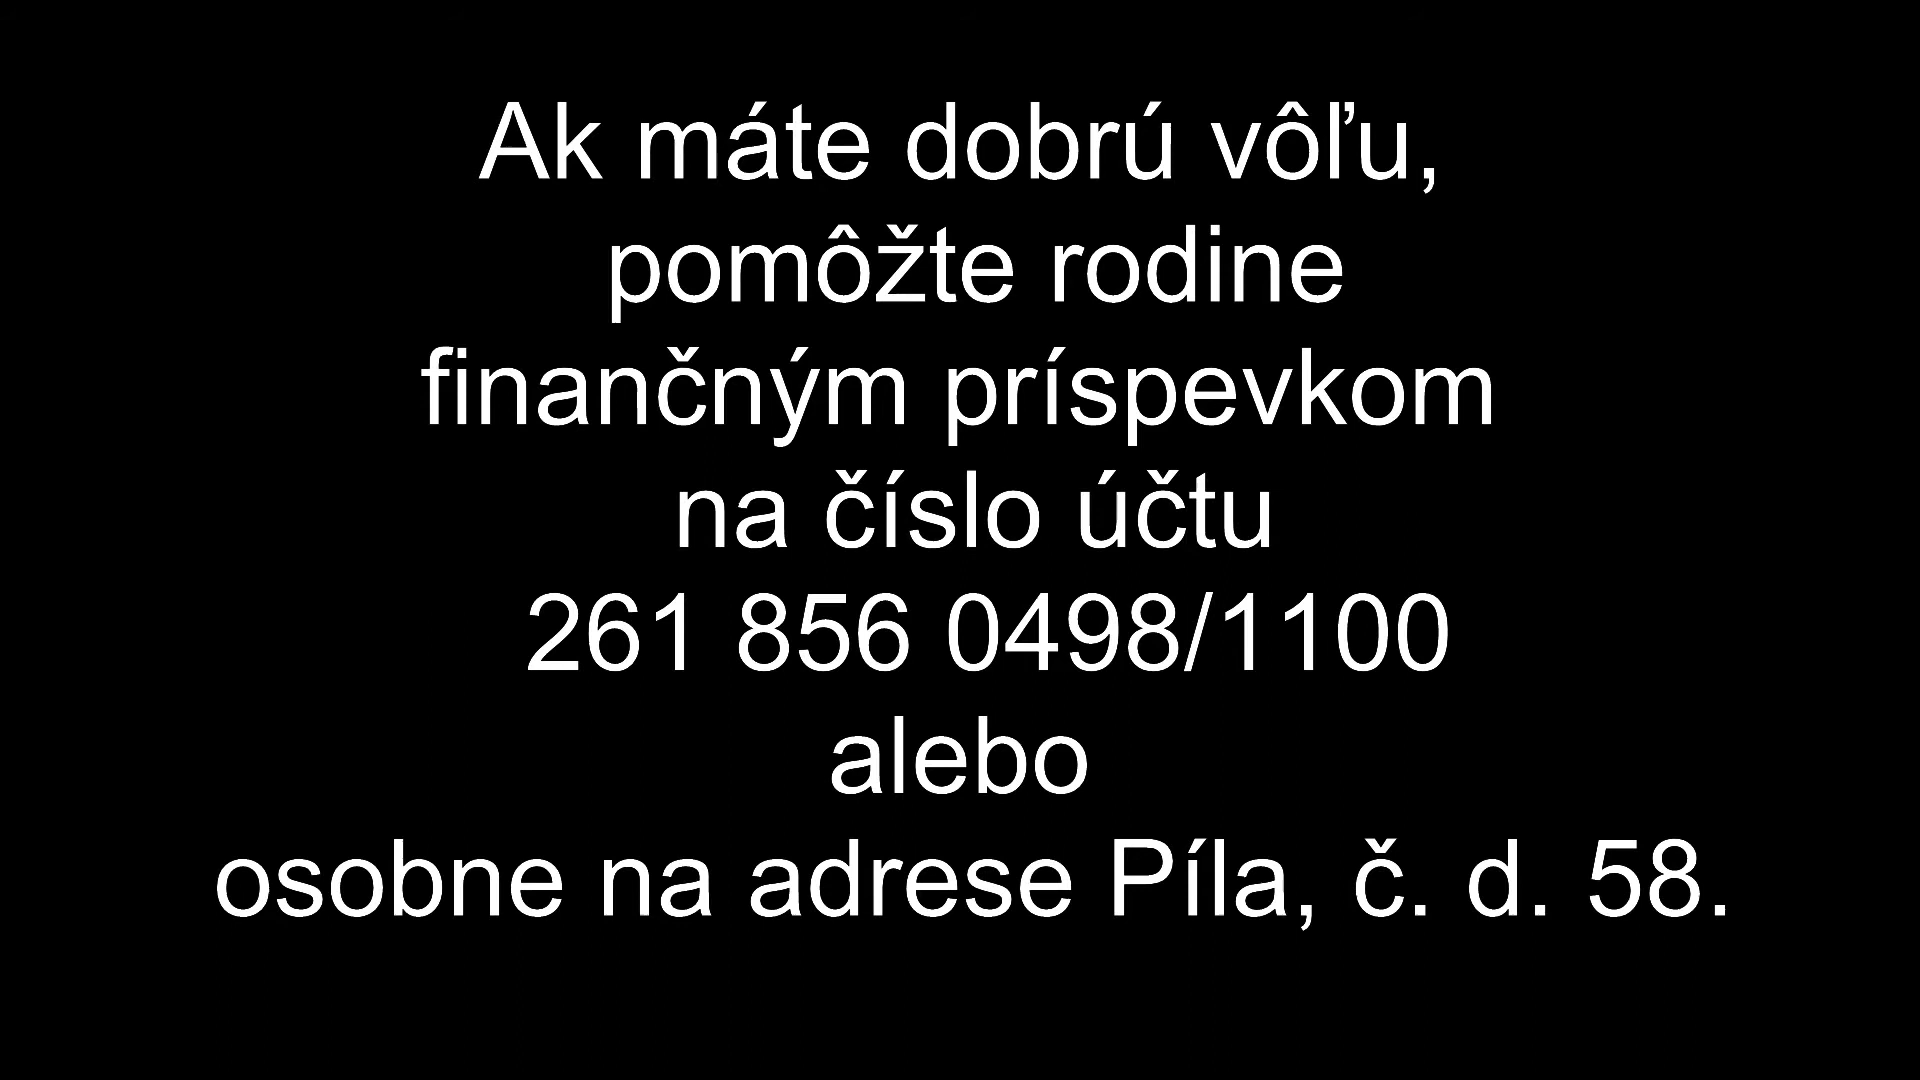 Ak máte dobrú vôľu,
pomôžte rodine
finančným príspevkom
na číslo účtu
261 856 0498/1100
alebo
osobne na adrese Píla, č. d. 58.